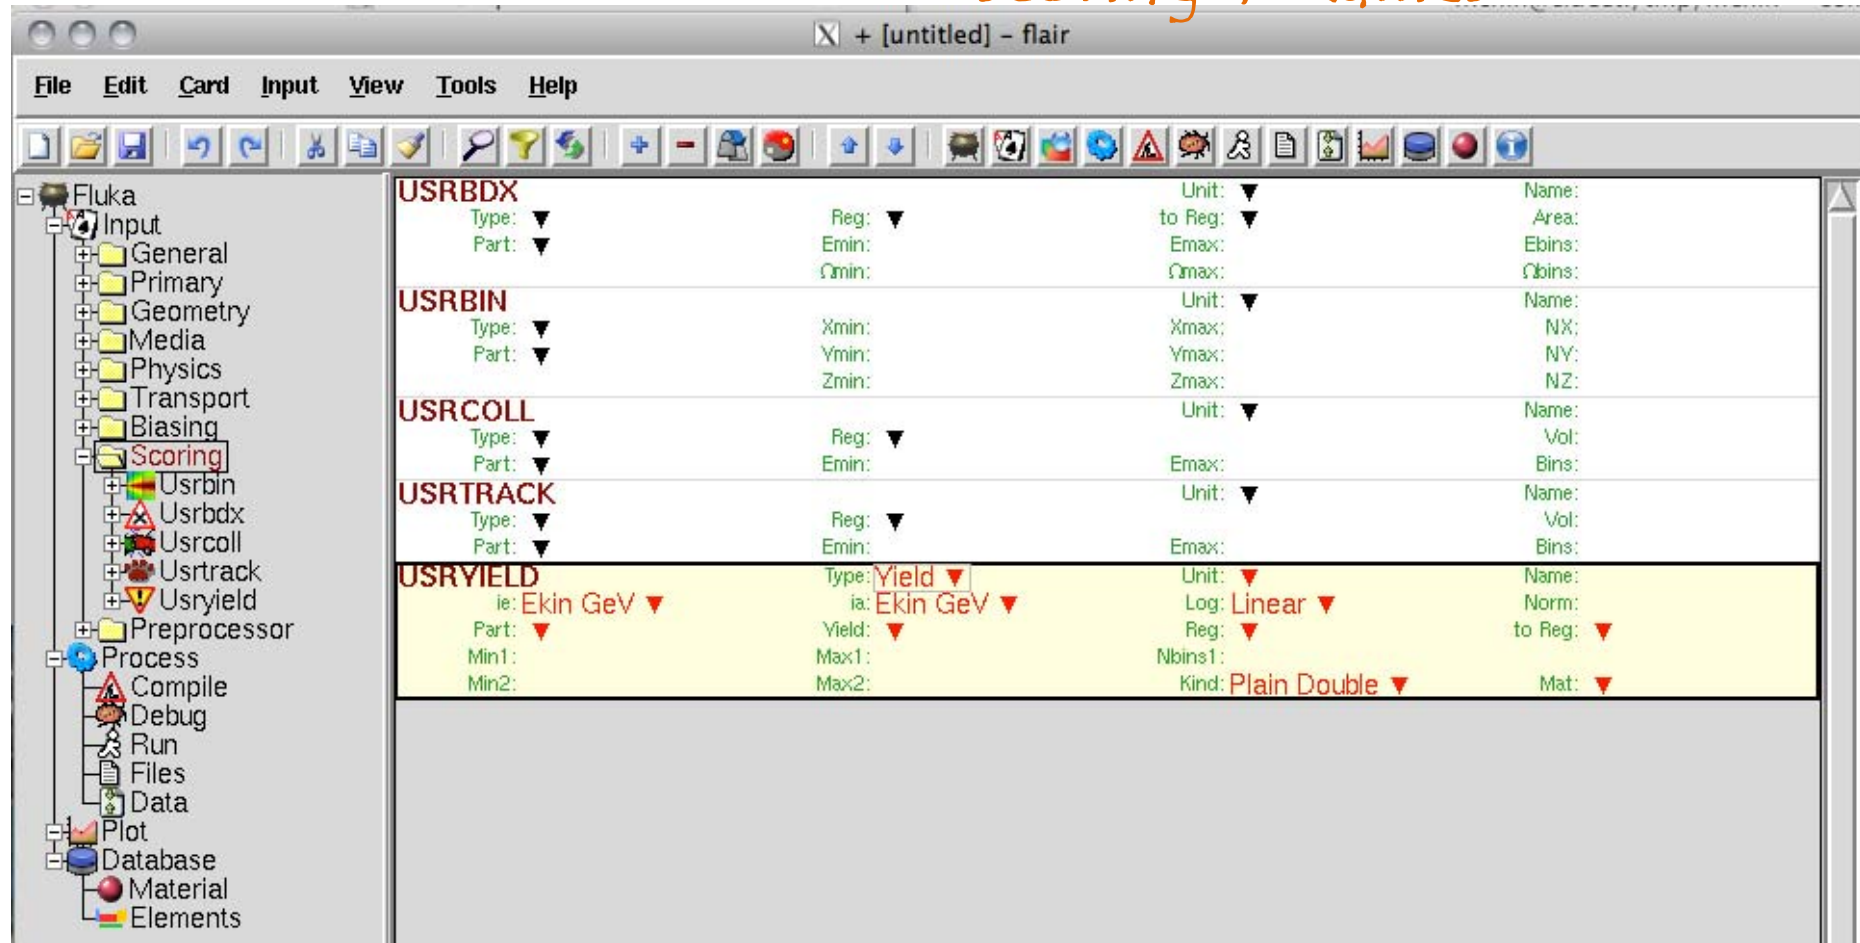 + [untitled] – flair
File Edit Card Input View Tools Help
Fluka
Input
General
Primary
Geometry
Media
Physics
Transport
Biasing
Scoring
Usrbin
Usrbdx
Usrcoll
Usrtrack
Usryield
Preprocessor
Process
Compile
Debug
Run
Files
Data
Plot
Database
Material
Elements
USRBDX Unit: Name:
Type: Reg: to Reg: Area:
Part: Emin: Emax: Ebins:
Ωmin: Ωmax: Ωbins:
USRBIN Unit: Name:
Type: Xmin: Xmax: NX:
Part: Ymin: Ymax: NY:
Zmin: Zmax: NZ:
USRCOLL Unit: Name:
Type: Reg: Vol:
Part: Emin: Emax: Bins:
USRTRACK Unit: Name:
Type: Reg: Vol:
Part: Emin: Emax: Bins:
USRYIELD Type: Yield Unit: Name:
ie: Ekin GeV ia: Ekin GeV Log: Linear Norm:
Part: Yield: Reg: to Reg:
Min1: Max1: Nbins1:
Min2: Max2: Kind: Plain Double Mat: